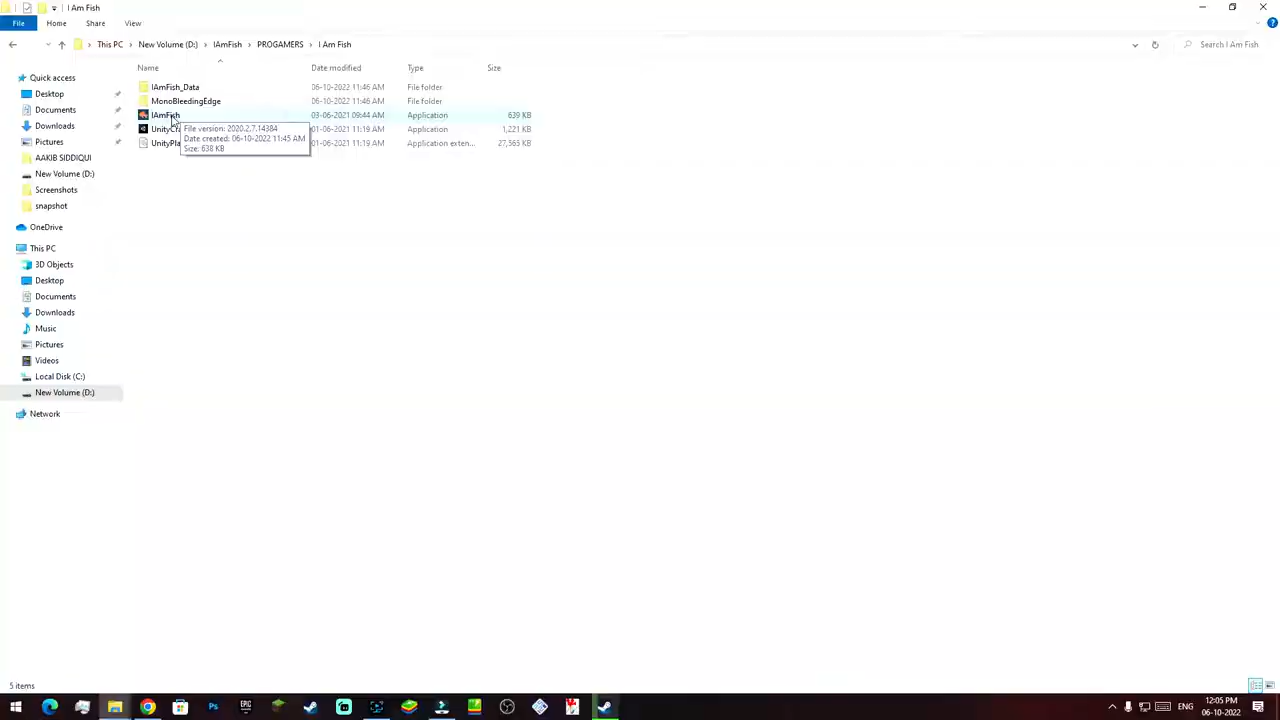 I Am Fish
File Home Share View
This PC New Volume (D:) IAmFish PROGAMERS I Am Fish
Search I Am Fish
Name Date modified Type Size
IAmFish_Data 06-10-2022 11:46 AM File folder
MonoBleedingEdge 06-10-2022 11:46 AM File folder
IAmFish 03-06-2021 09:44 AM Application 639 KB
UnityCra 01-06-2021 11:19 AM Application 1,221 KB
UnityPla 01-06-2021 11:19 AM Application exten... 27,565 KB
File version: 2020.2.7.14384
Date created: 06-10-2022 11:45 AM
Size: 638 KB
Quick access
Desktop
Documents
Downloads
Pictures
AAKIB SIDDIQUI
New Volume (D:)
Screenshots
snapshot
OneDrive
This PC
3D Objects
Desktop
Documents
Downloads
Music
Pictures
Videos
Local Disk (C:)
New Volume (D:)
Network
5 items
EPIC
Ps
ENG
12:05 PM
06-10-2022